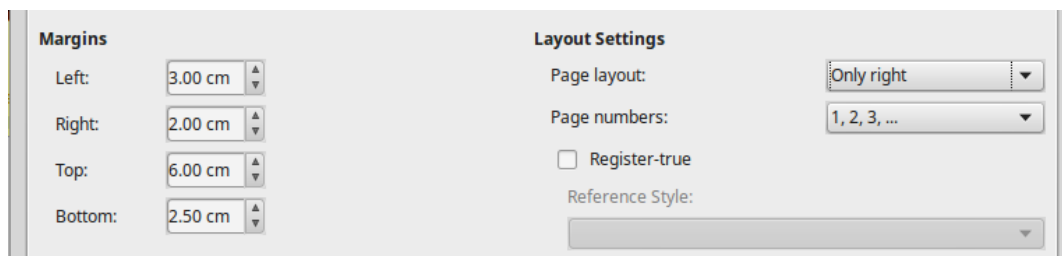 Margins
Left: 3.00 cm
Right: 2.00 cm
Top: 6.00 cm
Bottom: 2.50 cm
Layout Settings
Page layout: Only right
Page numbers: 1, 2, 3, ...
Register-true
Reference Style: